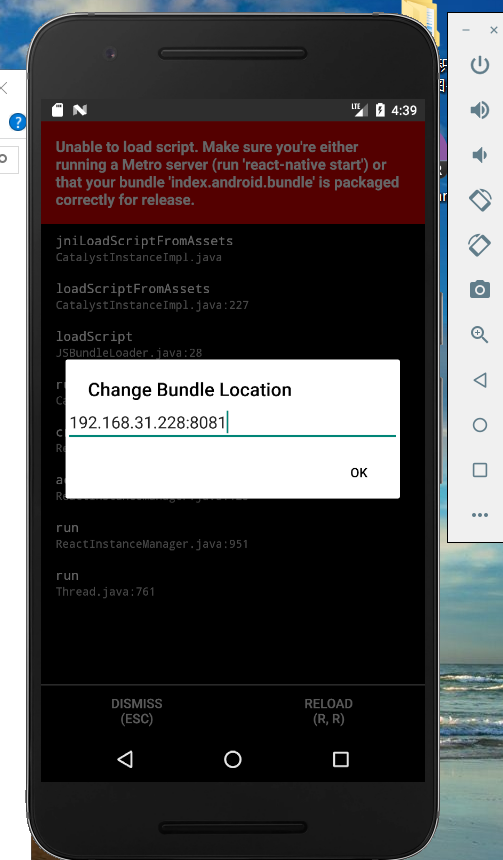 4:39
Unable to load script. Make sure you're either
running a Metro server (run 'react-native start') or
that your bundle 'index.android.bundle' is packaged
correctly for release.
jniLoadScriptFromAssets
CatalystInstanceImpl.java
loadScriptFromAssets
CatalystInstanceImpl.java:227
loadScript
JSBundleLoader.java:28
Change Bundle Location
192.168.31.228:8081
OK
run
ReactInstanceManager.java:951
run
Thread.java:761
DISMISS
(ESC)
RELOAD
(R, R)